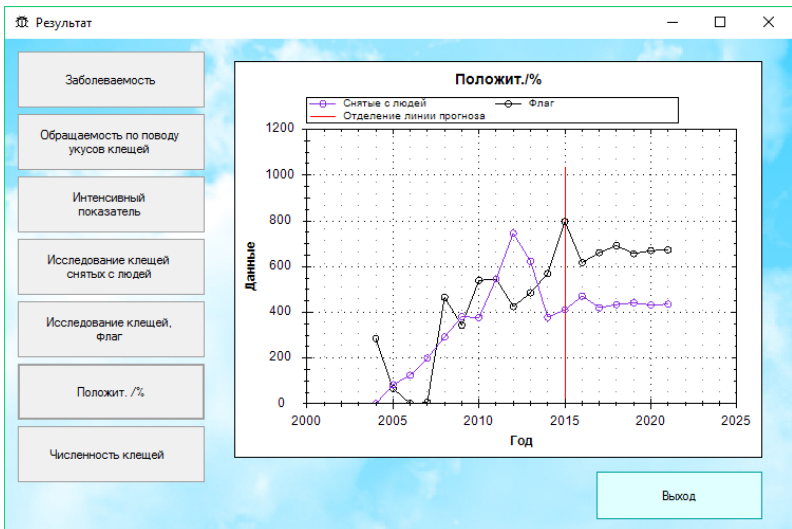 Результат
Заболеваемость
Обращаемость по поводу
укусов клещей
Интенсивный
показатель
Исследование клещей
снятых с людей
Исследование клещей,
флаг
Положит. /%
Численность клещей
Положит./%
Снятые с людей Флаг
Отделение линии прогноза
Данные
1200
1000
800
600
400
200
0
2000 2005 2010 2015 2020 2025
Год
Выход